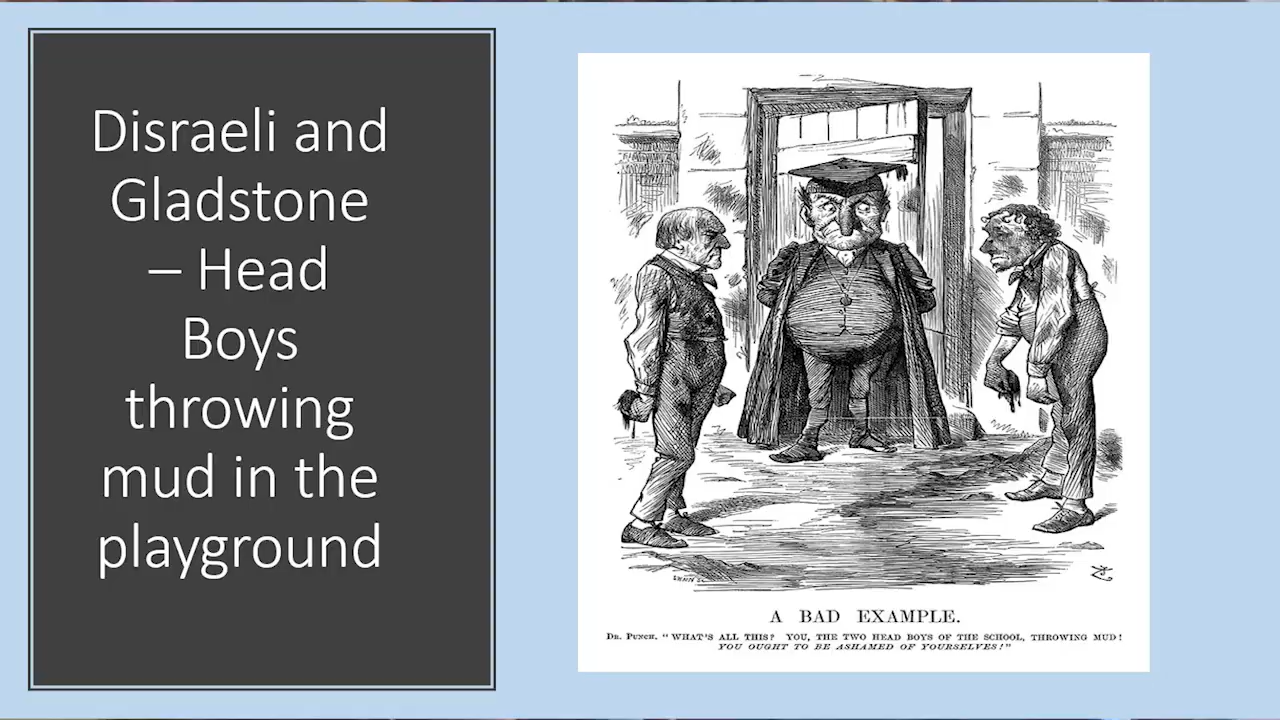 Disraeli and
Gladstone
– Head
Boys
throwing
mud in the
playground
A BAD EXAMPLE.
Dr. Punch. "WHAT'S ALL THIS? YOU, THE TWO HEAD BOYS OF THE SCHOOL, THROWING MUD!
YOU OUGHT TO BE ASHAMED OF YOURSELVES!"